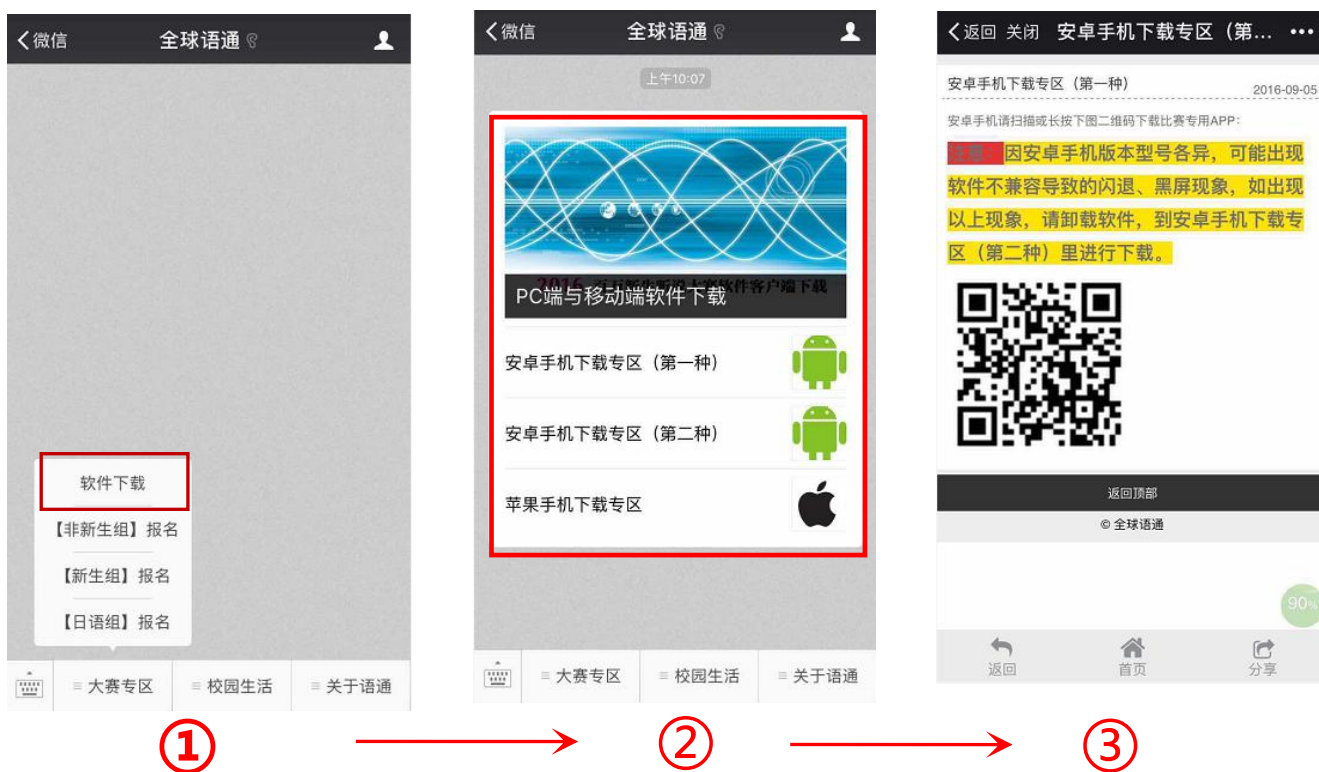 微信
全球语通
软件下载
【非新生组】报名
【新生组】报名
【日语组】报名
大赛专区
校园生活
关于语通
①
微信
全球语通
上午10:07
PC端与移动端软件下载
安卓手机下载专区（第一种）
安卓手机下载专区（第二种）
苹果手机下载专区
大赛专区
校园生活
关于语通
②
返回 关闭 安卓手机下载专区（第... •••
安卓手机下载专区（第一种） 2016-09-05
安卓手机请扫描或长按下图二维码下载比赛专用APP：
注意：因安卓手机版本型号各异，可能出现
软件不兼容导致的闪退、黑屏现象，如出现
以上现象，请卸载软件，到安卓手机下载专
区（第二种）里进行下载。
返回顶部
© 全球语通
90%
返回
首页
分享
③